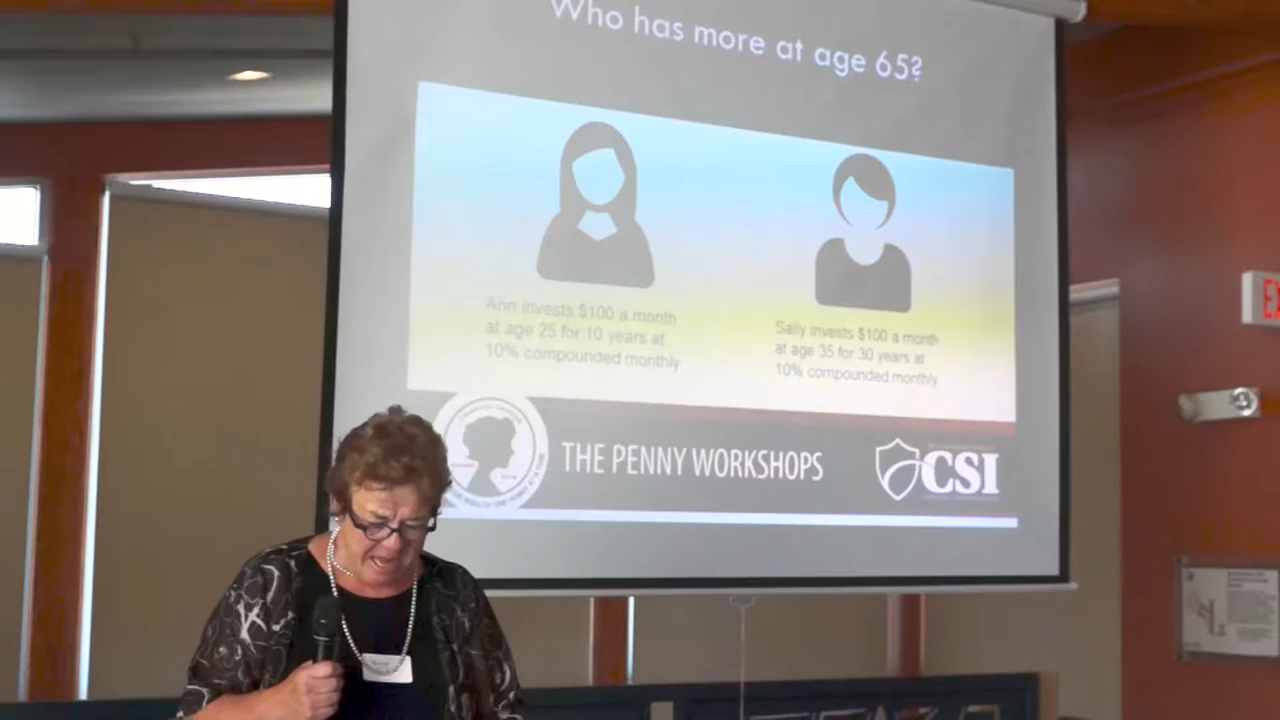 Who has more at age 65?
Ann invests $100 a month
at age 25 for 10 years at
10% compounded monthly
Sally invests $100 a month
at age 35 for 30 years at
10% compounded monthly
THE PENNY WORKSHOPS
CSI
EX